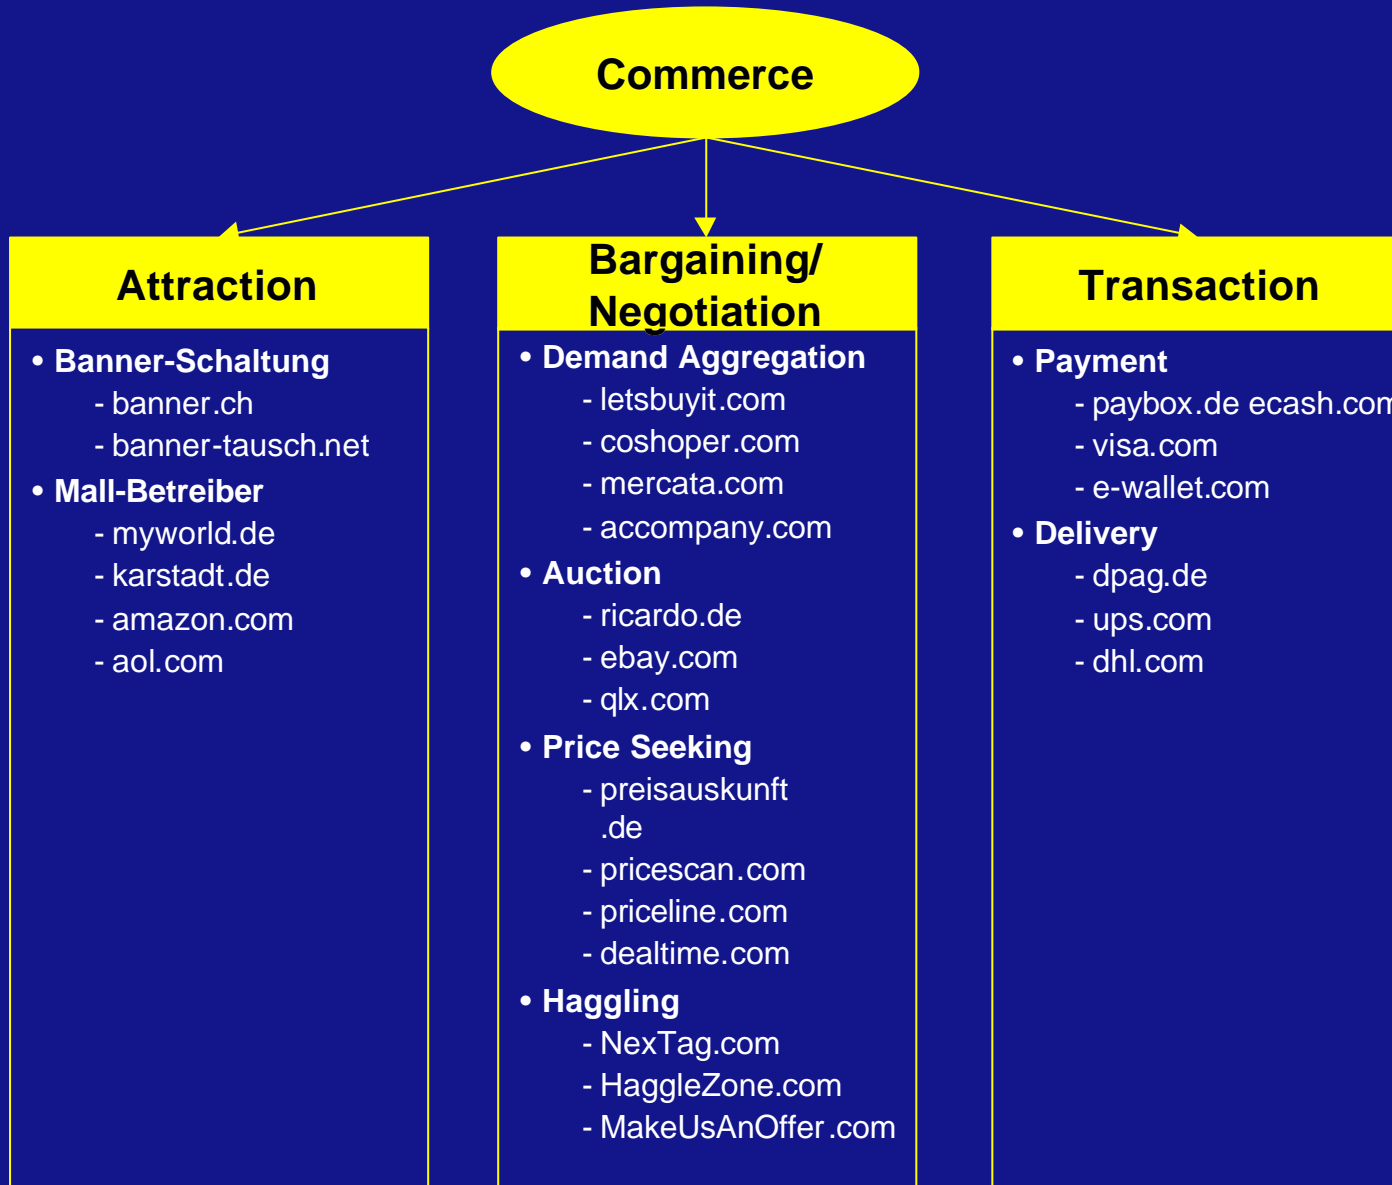 Commerce
Attraction
• Banner-Schaltung
- banner.ch
- banner-tausch.net
• Mall-Betreiber
- myworld.de
- karstadt.de
- amazon.com
- aol.com
Bargaining/
Negotiation
• Demand Aggregation
- letsbuyit.com
- coshoper.com
- mercata.com
- accompany.com
• Auction
- ricardo.de
- ebay.com
- qlx.com
• Price Seeking
- preisauskunft
.de
- pricescan.com
- priceline.com
- dealtime.com
• Haggling
- NexTag.com
- HaggleZone.com
- MakeUsAnOffer.com
Transaction
• Payment
- paybox.de ecash.com
- visa.com
- e-wallet.com
• Delivery
- dpag.de
- ups.com
- dhl.com